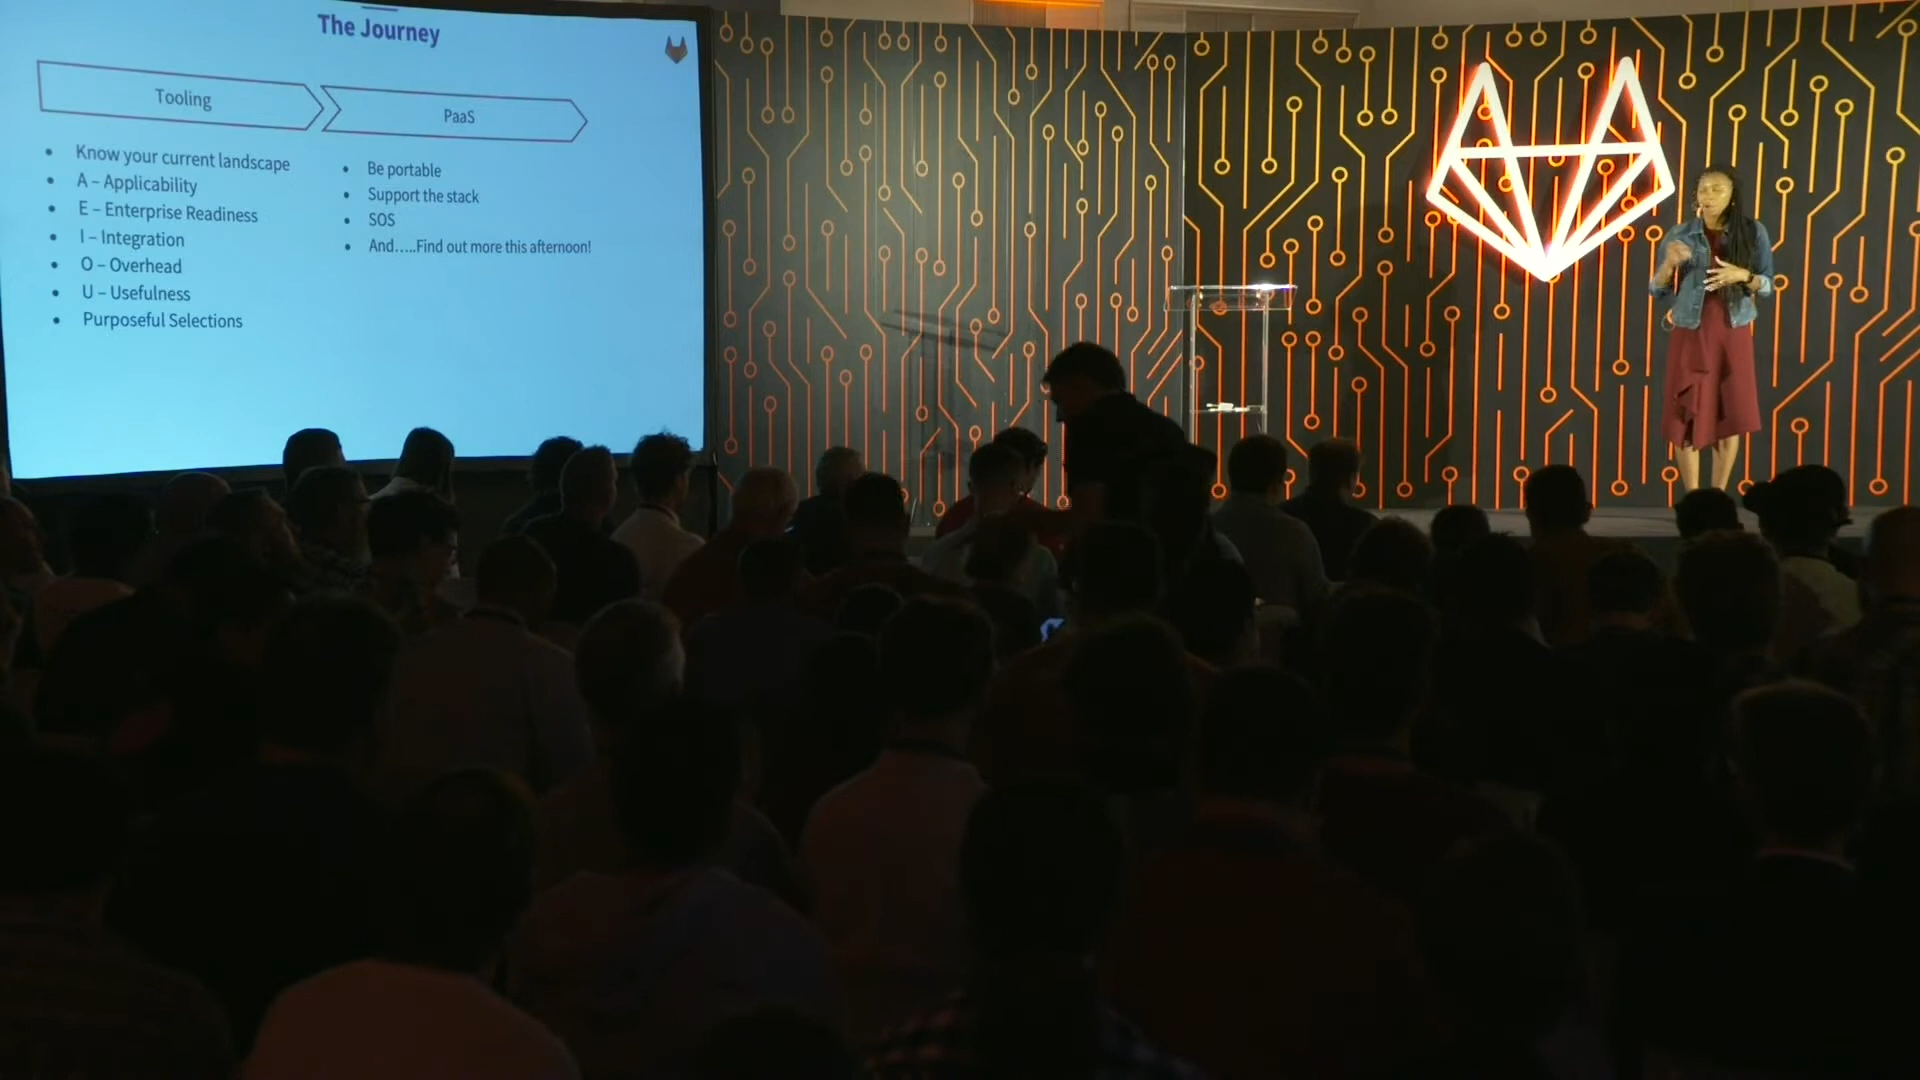 The Journey
Tooling
PaaS
• Know your current landscape
• A – Applicability
• E – Enterprise Readiness
• I – Integration
• O – Overhead
• U – Usefulness
• Purposeful Selections
• Be portable
• Support the stack
• SOS
• And.....Find out more this afternoon!